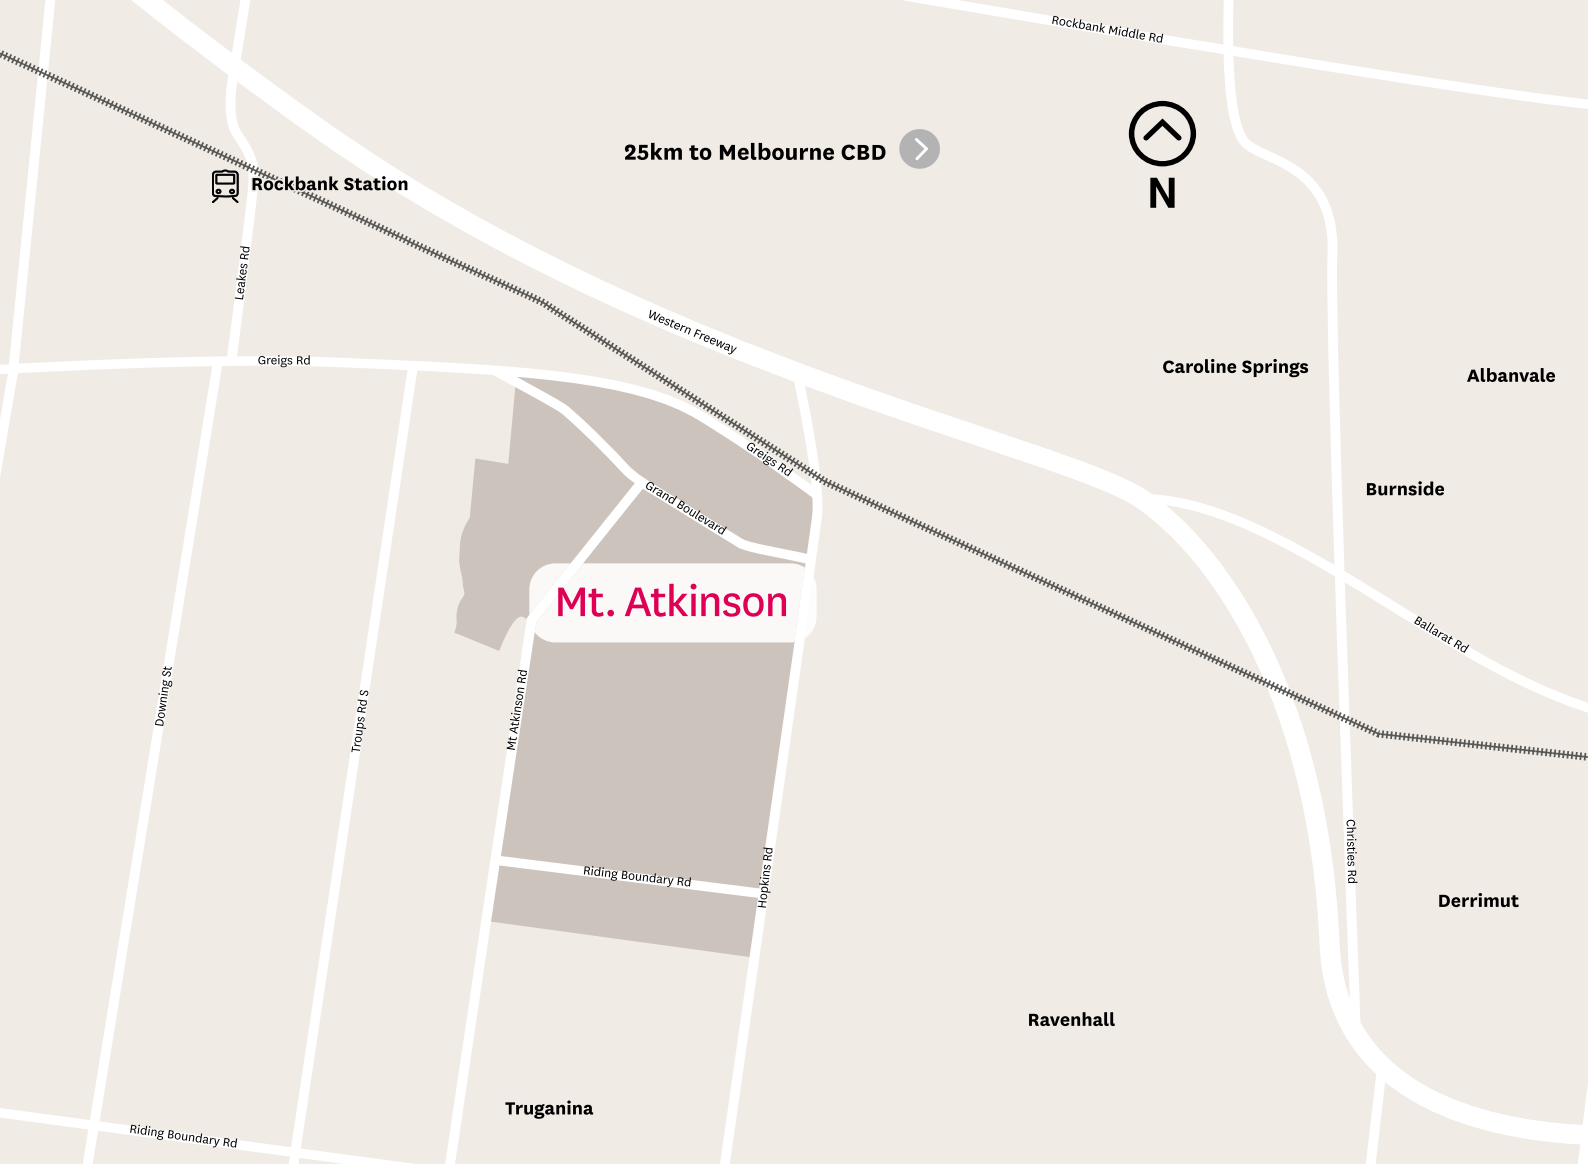 Rockbank Middle Rd
25km to Melbourne CBD
N
Rockbank Station
Leakes Rd
Western Freeway
Greigs Rd
Caroline Springs
Albanvale
Greigs Rd
Burnside
Grand Boulevard
Mt. Atkinson
Ballarat Rd
Downing St
Troups Rd S
Mt Atkinson Rd
Christies Rd
Riding Boundary Rd
Hopkins Rd
Derrimut
Ravenhall
Truganina
Riding Boundary Rd